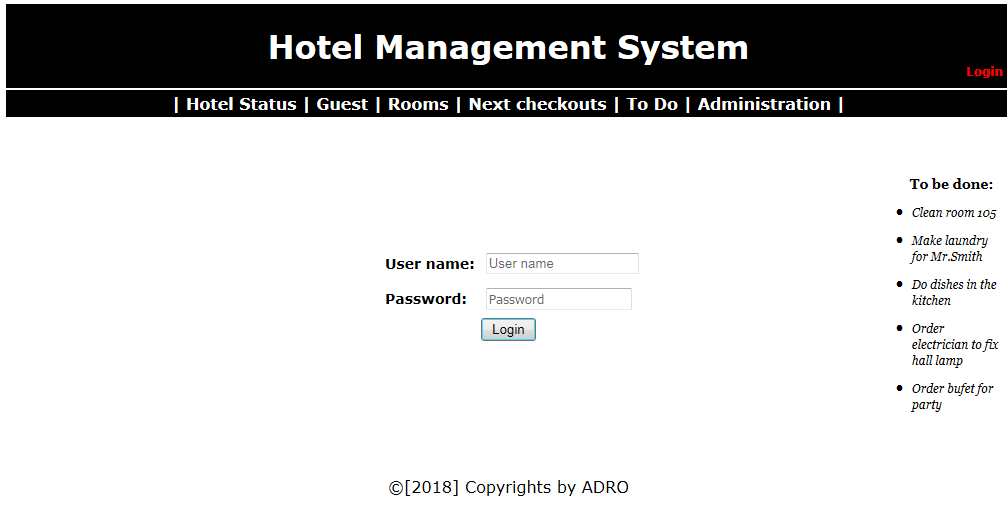 Hotel Management System
Login
| Hotel Status | Guest | Rooms | Next checkouts | To Do | Administration |
To be done:
• Clean room 105
• Make laundry
for Mr.Smith
• Do dishes in the
kitchen
• Order
electrician to fix
hall lamp
• Order bufet for
party
User name: User name
Password: Password
Login
©[2018] Copyrights by ADRO